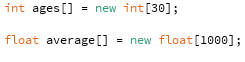 int ages[] = new int[30];
float average[] = new float[1000];